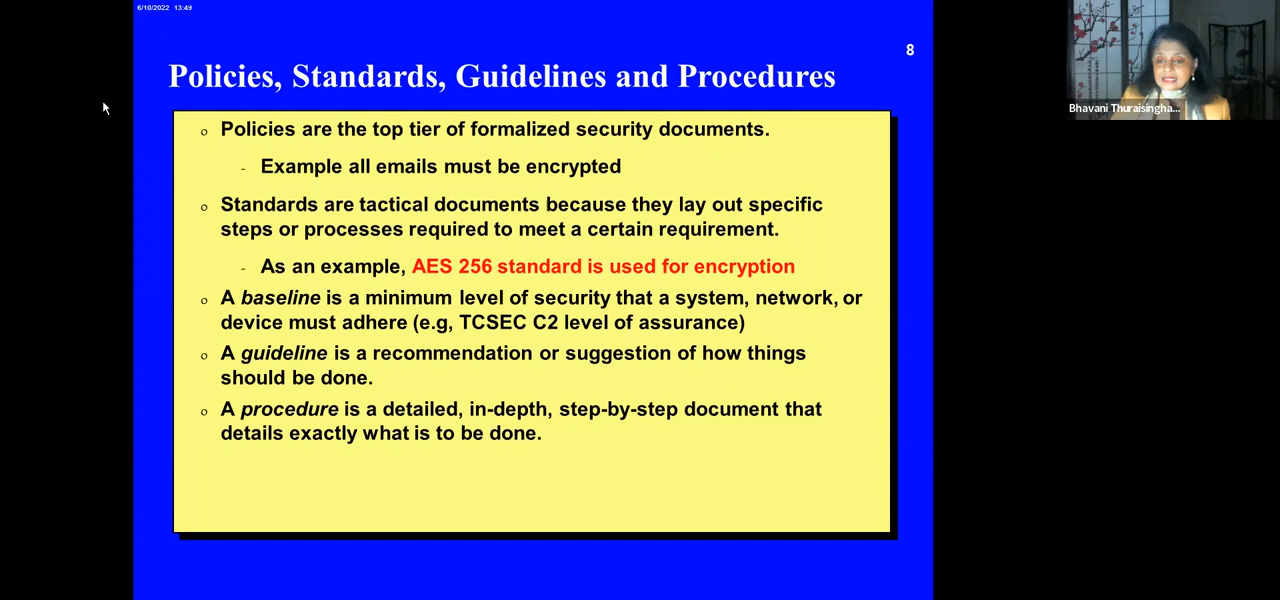 6/10/2022 13:49
8
Policies, Standards, Guidelines and Procedures
o Policies are the top tier of formalized security documents.
- Example all emails must be encrypted
o Standards are tactical documents because they lay out specific
steps or processes required to meet a certain requirement.
- As an example, AES 256 standard is used for encryption
o A baseline is a minimum level of security that a system, network, or
device must adhere (e.g, TCSEC C2 level of assurance)
o A guideline is a recommendation or suggestion of how things
should be done.
o A procedure is a detailed, in-depth, step-by-step document that
details exactly what is to be done.
Bhavani Thuraisingha...